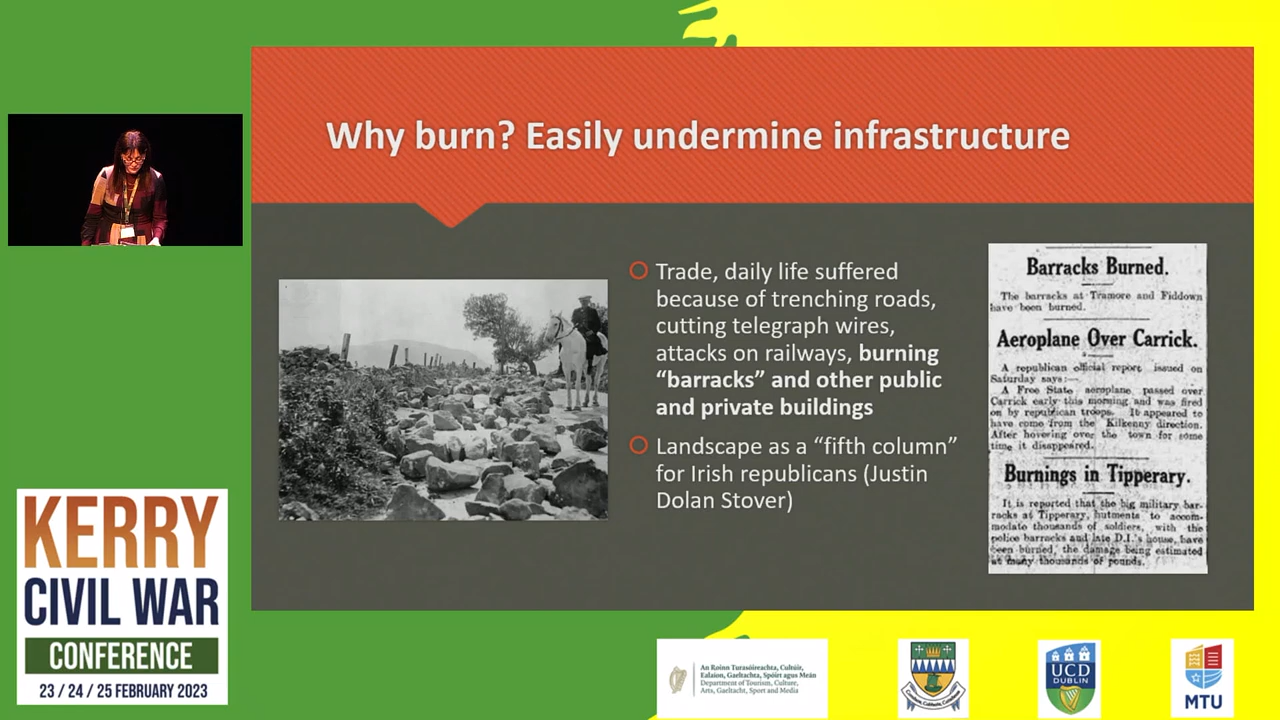 Why burn? Easily undermine infrastructure
Trade, daily life suffered
because of trenching roads,
cutting telegraph wires,
attacks on railways, burning
“barracks” and other public
and private buildings
Landscape as a “fifth column”
for Irish republicans (Justin
Dolan Stover)
Barracks Burned.
The barracks at Tramore and Fiddown
have been burned.
Aeroplane Over Carrick.
A republican official report issued on
Saturday says:—
A Free State aeroplane passed over
Carrick early this morning and was fired
on by republican troops. It appeared to
have come from the Kilkenny direction.
After hovering over the town for some
time it disappeared.
Burnings in Tipperary.
It is reported that the big military bar-
racks at Tipperary, hutments to accom-
modate thousands of soldiers, with the
police barracks and late D.I.'s house, have
been burned, the damage being estimated
at many thousands of pounds.
KERRY
CIVIL WAR
CONFERENCE
23 / 24 / 25 FEBRUARY 2023
An Roinn Turasóireachta, Cultúir,
Ealaíon, Gaeltachta, Spóirt agus Meán
Department of Tourism, Culture,
Arts, Gaeltacht, Sport and Media
UCD
DUBLIN
MTU